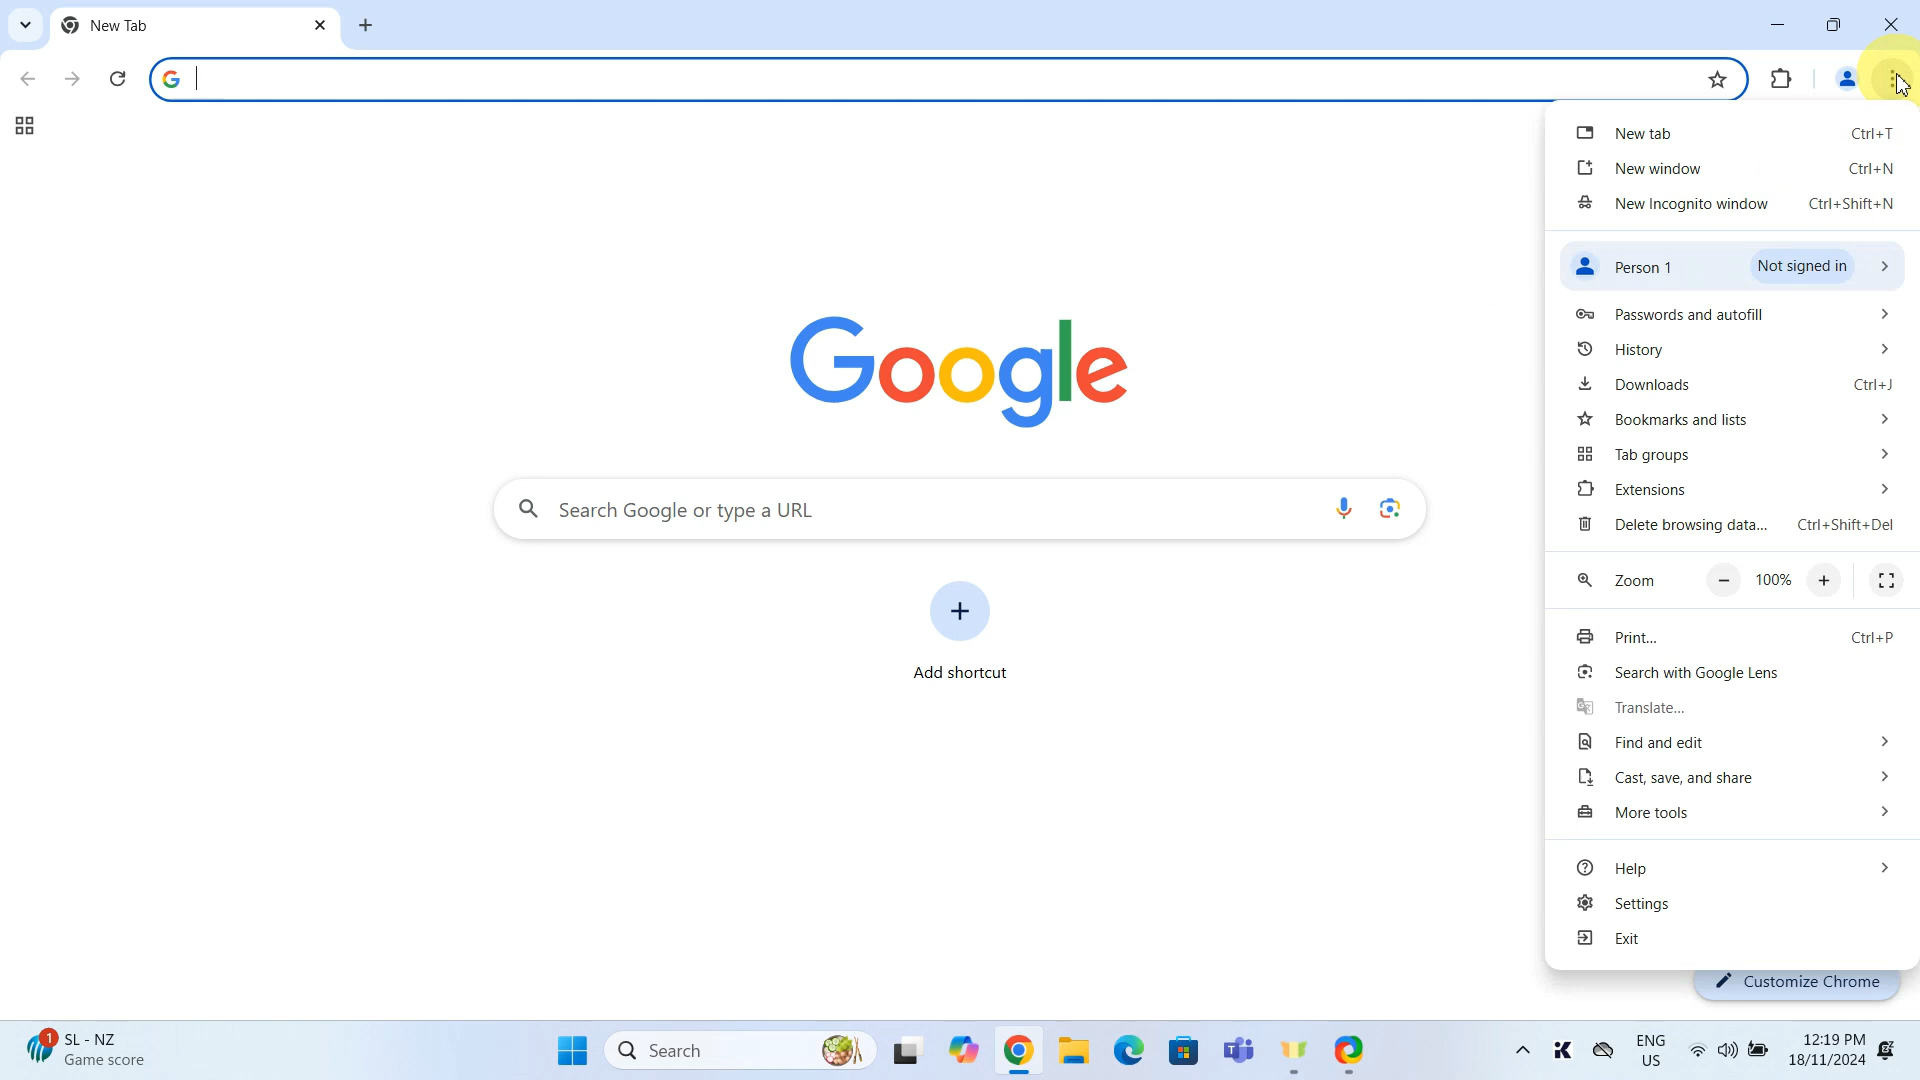 New Tab
New tab Ctrl+T
New window Ctrl+N
New Incognito window Ctrl+Shift+N
Person 1 Not signed in
Passwords and autofill
History
Downloads Ctrl+J
Bookmarks and lists
Tab groups
Extensions
Delete browsing data... Ctrl+Shift+Del
Zoom 100%
Print... Ctrl+P
Search with Google Lens
Translate...
Find and edit
Cast, save, and share
More tools
Help
Settings
Exit
Google
Search Google or type a URL
Add shortcut
Customize Chrome
1 SL - NZ
Game score
Search
ENG
US
12:19 PM
18/11/2024